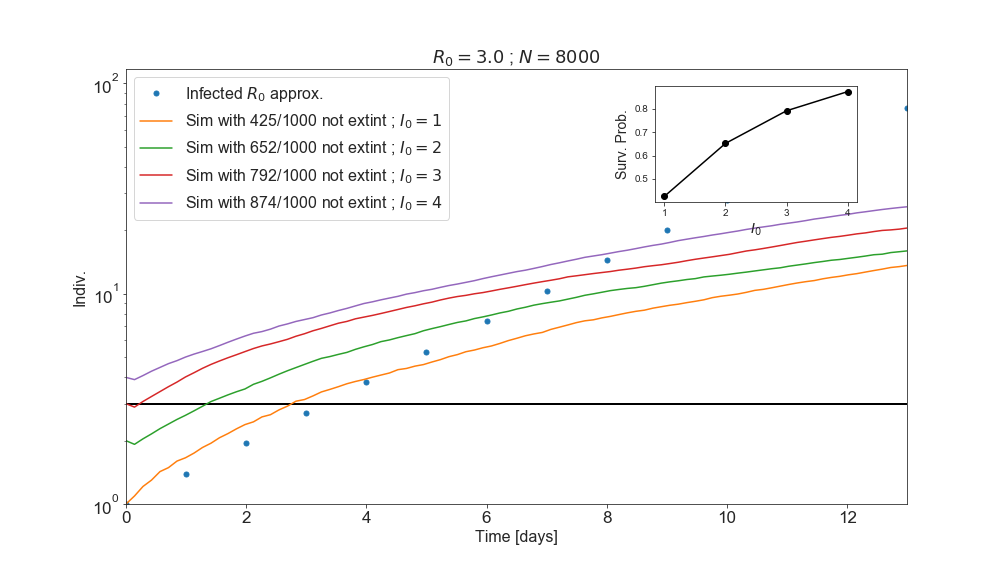 R₀ = 3.0 ; N = 8000
Infected R₀ approx.
Sim with 425/1000 not extint ; I₀ = 1
Sim with 652/1000 not extint ; I₀ = 2
Sim with 792/1000 not extint ; I₀ = 3
Sim with 874/1000 not extint ; I₀ = 4
Surv. Prob.
0.8
0.7
0.6
0.5
1 2 3 4
I₀
Indiv.
10²
10¹
10⁰
0 2 4 6 8 10 12
Time [days]